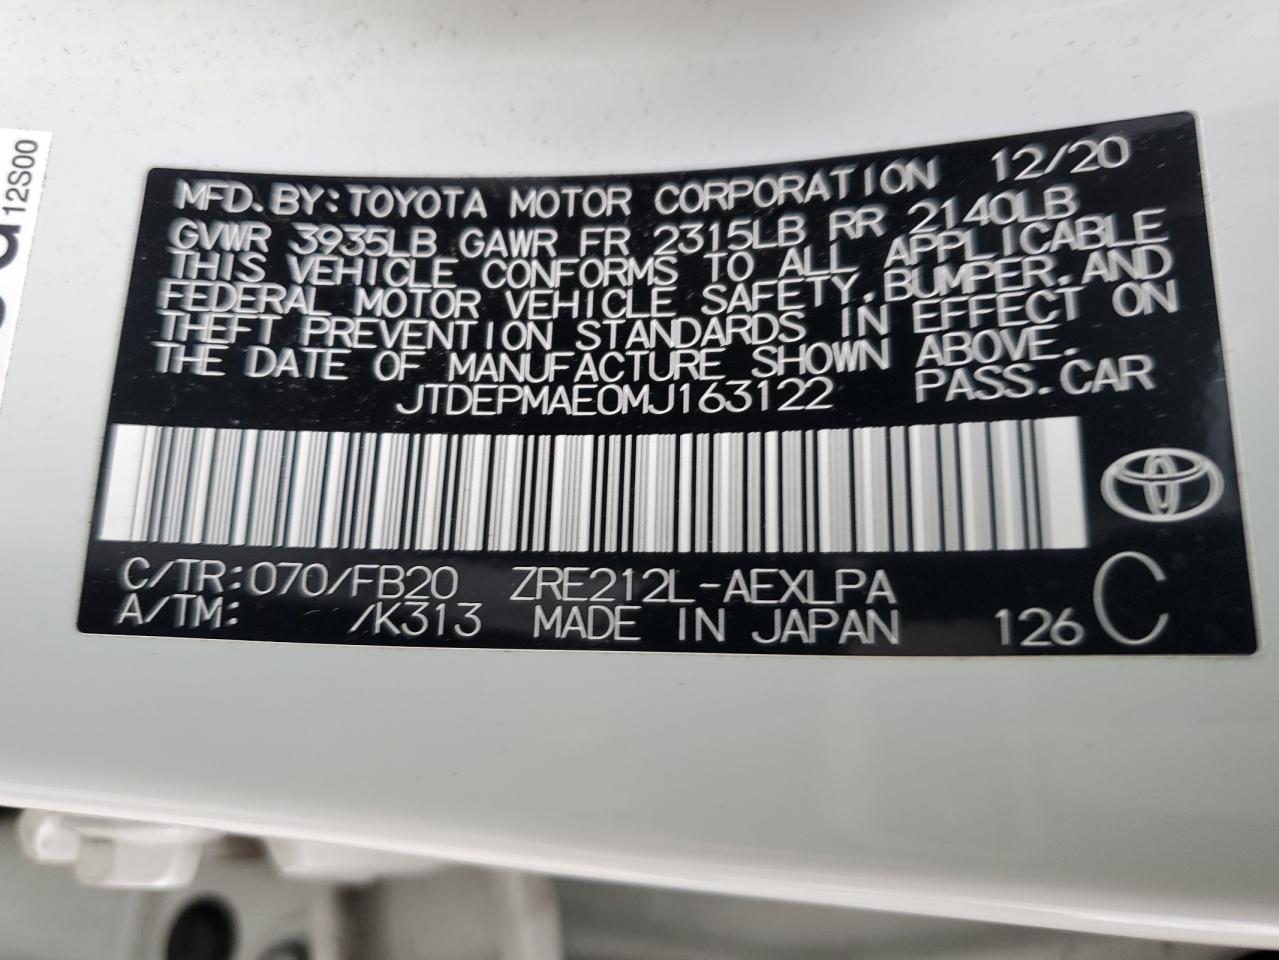 MFD.BY:TOYOTA MOTOR CORPORATION 12/20
GVWR 3935LB GAWR FR 2315LB RR 2140LB
THIS VEHICLE CONFORMS TO ALL APPLICABLE
FEDERAL MOTOR VEHICLE SAFETY,BUMPER,AND
THEFT PREVENTION STANDARDS IN EFFECT ON
THE DATE OF MANUFACTURE SHOWN ABOVE.
JTDEPMAE0MJ163122 PASS.CAR
C/TR:070/FB20 ZRE212L-AEXLPA
A/TM: /K313 MADE IN JAPAN 126 C
12S00